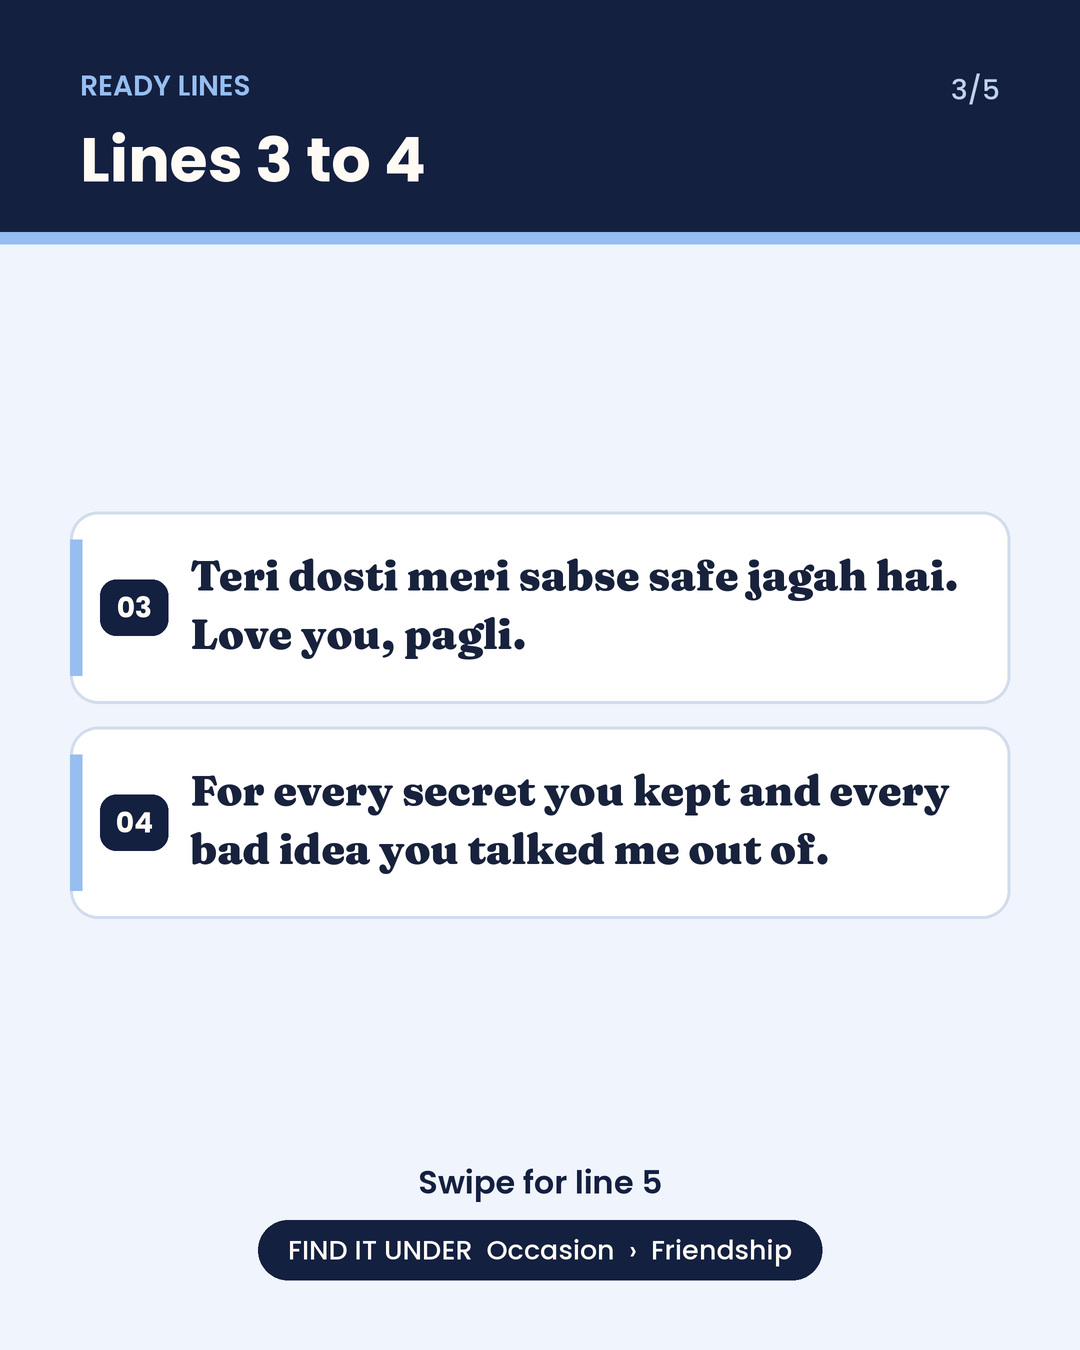 READY LINES
3/5
Lines 3 to 4
03
Teri dosti meri sabse safe jagah hai.
Love you, pagli.
04
For every secret you kept and every
bad idea you talked me out of.
Swipe for line 5
FIND IT UNDER Occasion › Friendship